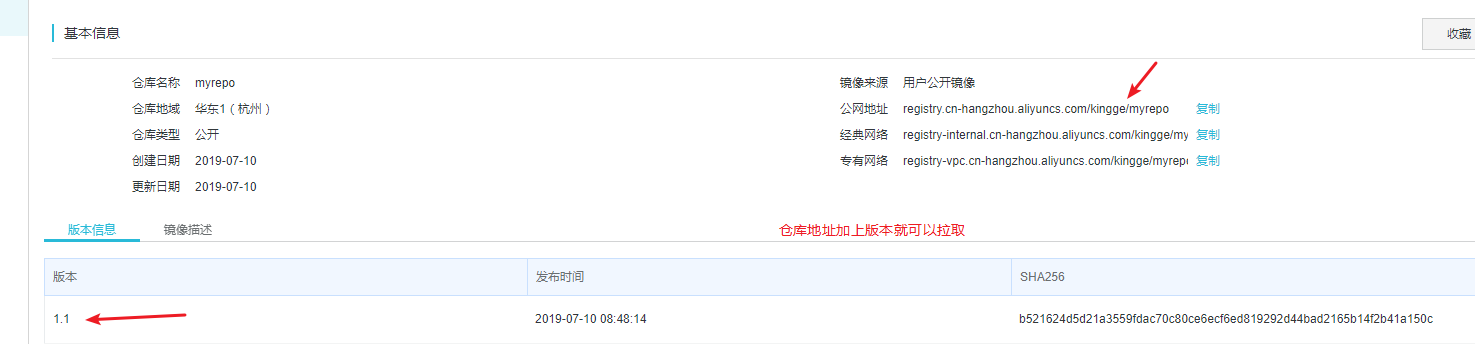 基本信息
收藏
仓库名称 myrepo
镜像来源 用户公开镜像
仓库地域 华东1（杭州）
公网地址 registry.cn-hangzhou.aliyuncs.com/kingge/myrepo 复制
仓库类型 公开
经典网络 registry-internal.cn-hangzhou.aliyuncs.com/kingge/my 复制
创建日期 2019-07-10
专有网络 registry-vpc.cn-hangzhou.aliyuncs.com/kingge/myrepo 复制
更新日期 2019-07-10
版本信息 镜像描述
仓库地址加上版本就可以拉取
版本 发布时间 SHA256
1.1 2019-07-10 08:48:14 b521624d5d21a3559fdac70c80ce6ecf6ed819292d44bad2165b14f2b41a150c